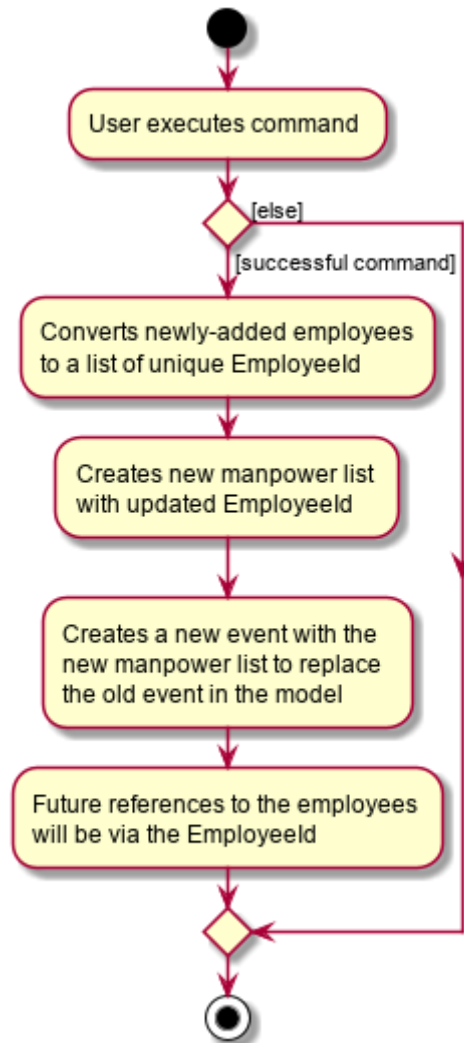 User executes command
[else]
[successful command]
Converts newly-added employees
to a list of unique EmployeeId
Creates new manpower list
with updated EmployeeId
Creates a new event with the
new manpower list to replace
the old event in the model
Future references to the employees
will be via the EmployeeId